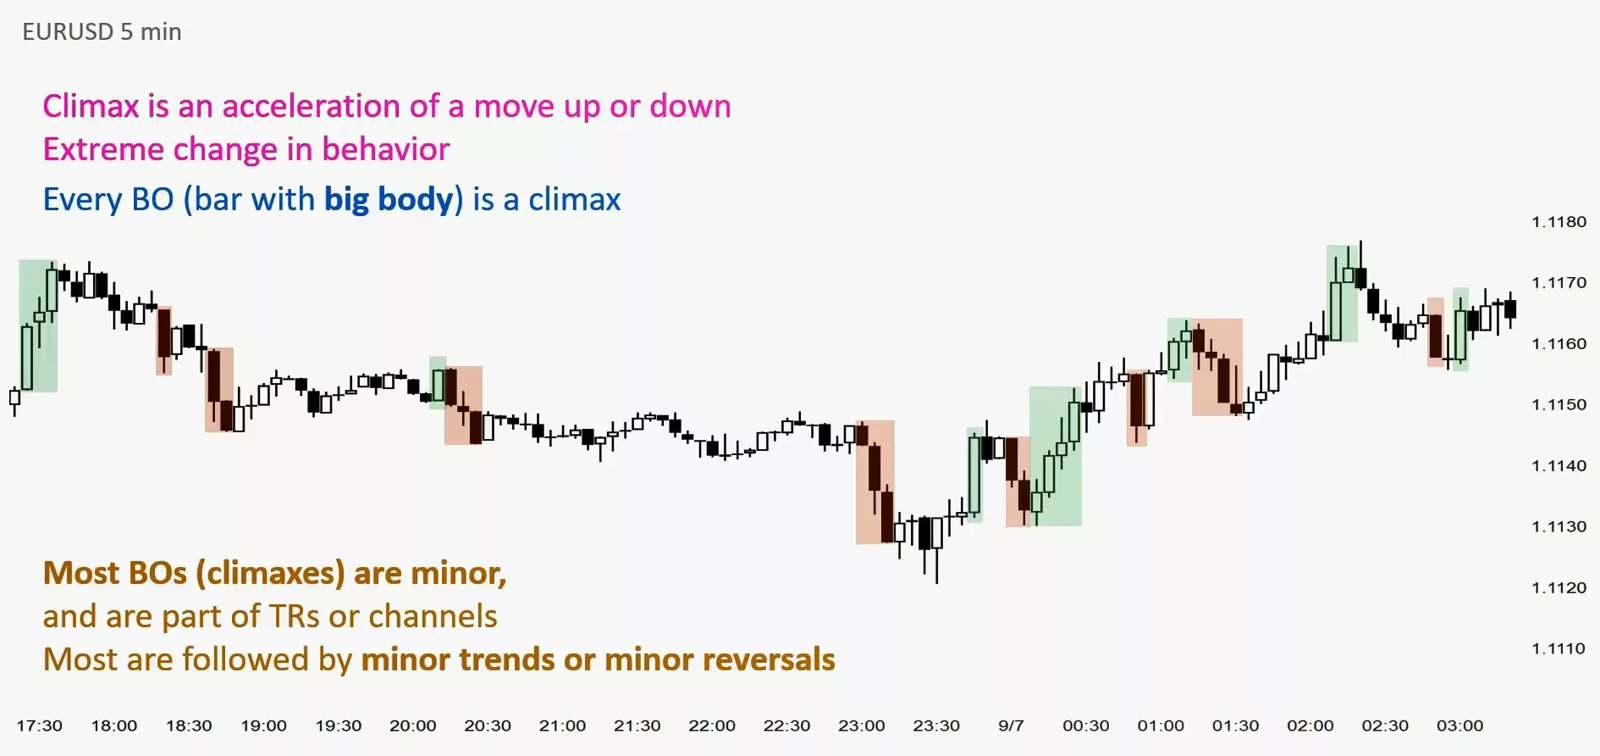 EURUSD 5 min
Climax is an acceleration of a move up or down
Extreme change in behavior
Every BO (bar with big body) is a climax
1.1180
1.1170
1.1160
1.1150
1.1140
1.1130
1.1120
1.1110
Most BOs (climaxes) are minor,
and are part of TRs or channels
Most are followed by minor trends or minor reversals
17:30 18:00 18:30 19:00 19:30 20:00 20:30 21:00 21:30 22:00 22:30 23:00 23:30 9/7 00:30 01:00 01:30 02:00 02:30 03:00